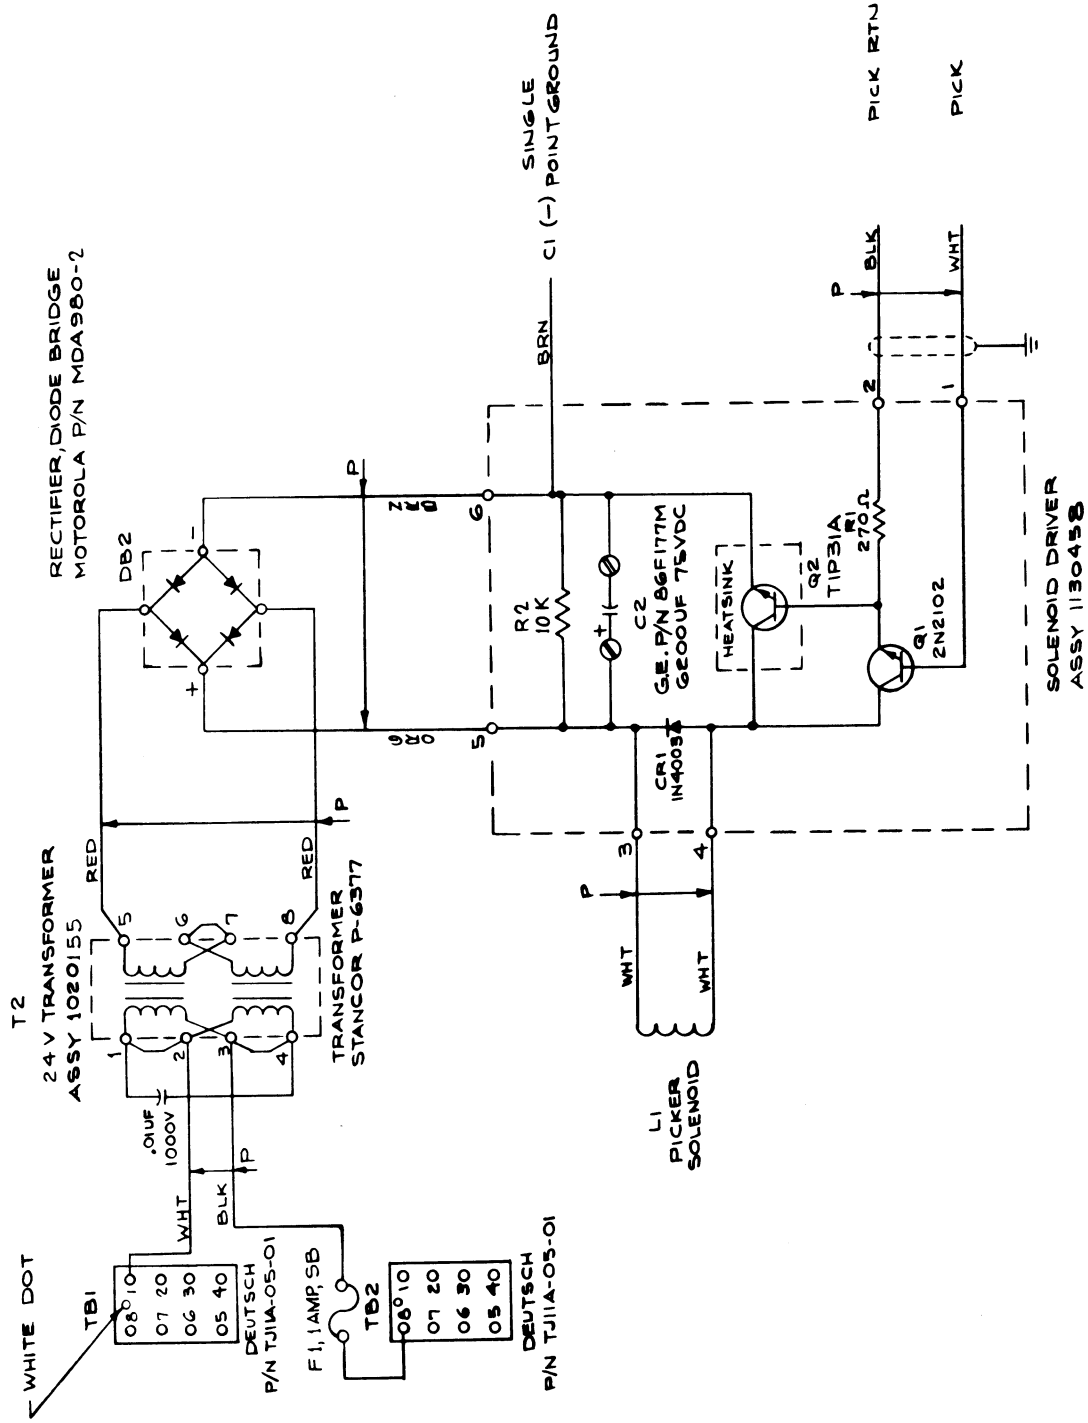 WHITE DOT
TB1
08 10
07 20
06 30
05 40
DEUTSCH
P/N TJ11A-05-01
WHT
BLK
P
F1, 1 AMP, SB
TB2
08 10
07 20
06 30
05 40
DEUTSCH
P/N TJ11A-05-01
.01UF
1000V
T2
24V TRANSFORMER
ASSY 1020155
1
2
3
4
5
6
7
8
TRANSFORMER
STANCOR P-6377
RED
RED
P
RECTIFIER, DIODE BRIDGE
MOTOROLA P/N MDA980-2
DB2
+
-
P
ORG
BRN
5
6
BRN
C1 (-)
SINGLE
POINT GROUND
R2
10K
+
C2
G.E. P/N 86F177M
6200UF 75VDC
CR1
1N4003
HEATSINK
Q2
TIP31A
R1
270Ω
Q1
2N2102
3
4
P
WHT
WHT
L1
PICKER
SOLENOID
2
1
P
BLK
WHT
PICK RTN
PICK
SOLENOID DRIVER
ASSY 1130458